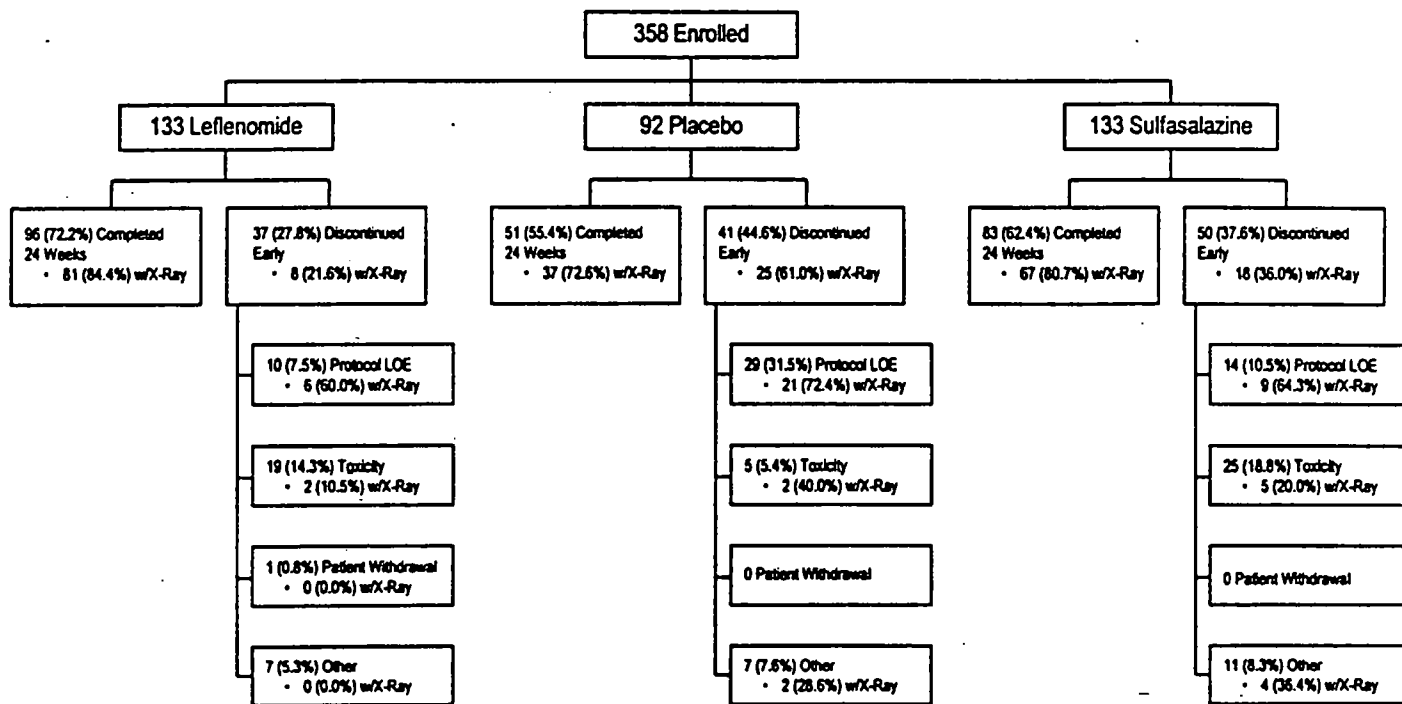 358 Enrolled
133 Leflenomide
92 Placebo
133 Sulfasalazine
96 (72.2%) Completed
24 Weeks
• 81 (84.4%) w/X-Ray
37 (27.8%) Discontinued
Early
• 8 (21.6%) w/X-Ray
51 (55.4%) Completed
24 Weeks
• 37 (72.6%) w/X-Ray
41 (44.6%) Discontinued
Early
• 25 (61.0%) w/X-Ray
83 (62.4%) Completed
24 Weeks
• 67 (80.7%) w/X-Ray
50 (37.6%) Discontinued
Early
• 18 (36.0%) w/X-Ray
10 (7.5%) Protocol LOE
• 6 (60.0%) w/X-Ray
19 (14.3%) Toxicity
• 2 (10.5%) w/X-Ray
1 (0.8%) Patient Withdrawal
• 0 (0.0%) w/X-Ray
7 (5.3%) Other
• 0 (0.0%) w/X-Ray
29 (31.5%) Protocol LOE
• 21 (72.4%) w/X-Ray
5 (5.4%) Toxicity
• 2 (40.0%) w/X-Ray
0 Patient Withdrawal
7 (7.6%) Other
• 2 (28.6%) w/X-Ray
14 (10.5%) Protocol LOE
• 9 (64.3%) w/X-Ray
25 (18.8%) Toxicity
• 5 (20.0%) w/X-Ray
0 Patient Withdrawal
11 (8.3%) Other
• 4 (36.4%) w/X-Ray